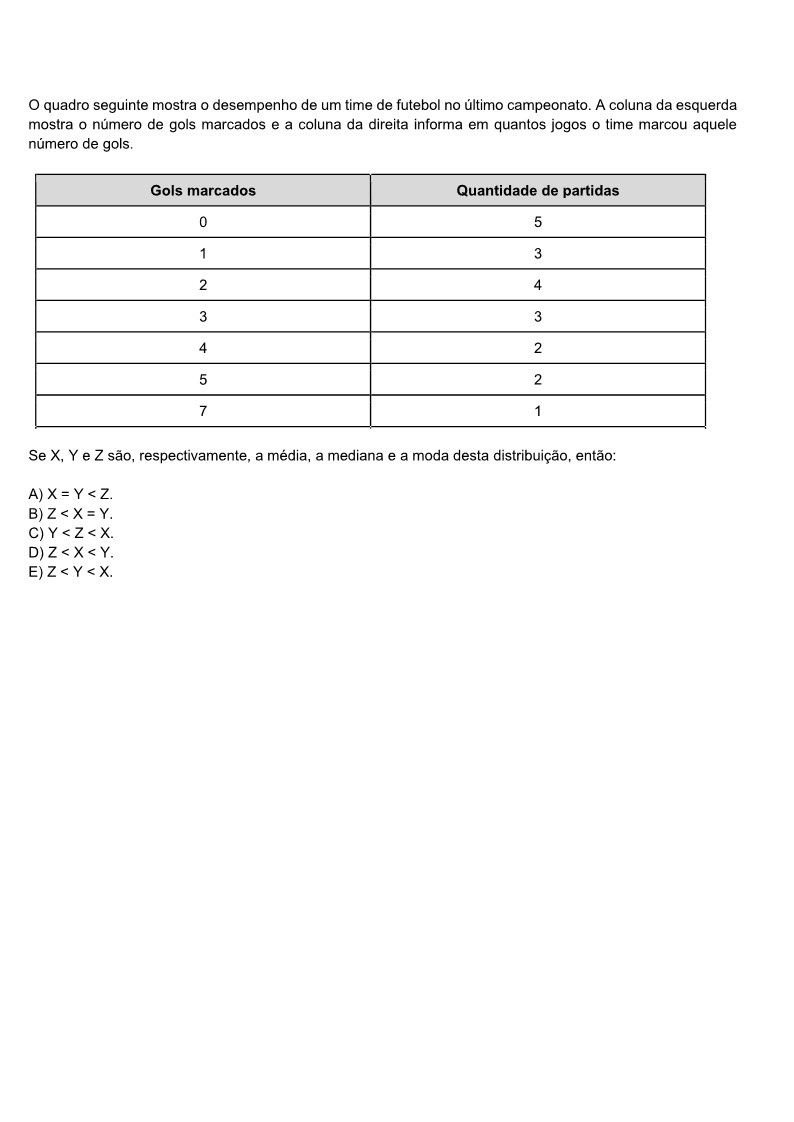 O quadro seguinte mostra o desempenho de um time de futebol no último campeonato. A coluna da esquerda
mostra o número de gols marcados e a coluna da direita informa em quantos jogos o time marcou aquele
número de gols.
Gols marcados Quantidade de partidas
0 5
1 3
2 4
3 3
4 2
5 2
7 1
Se X, Y e Z são, respectivamente, a média, a mediana e a moda desta distribuição, então:
A) X = Y < Z.
B) Z < X = Y.
C) Y < Z < X.
D) Z < X < Y.
E) Z < Y < X.